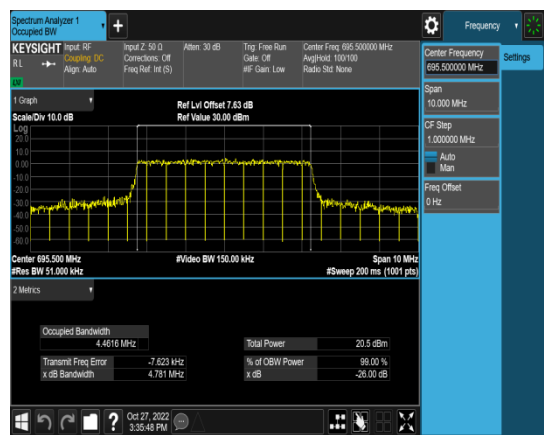 Spectrum Analyzer 1
Occupied BW
+
Frequency
KEYSIGHT
R L
Input: RF
Coupling: DC
Align: Auto
Input Z: 50 Ω
Corrections: Off
Freq Ref: Int (S)
Atten: 30 dB
Trig: Free Run
Gate: Off
#IF Gain: Low
Center Freq: 695.500000 MHz
Avg|Hold: 100/100
Radio Std: None
Center Frequency
695.500000 MHz
Settings
Span
10.000 MHz
CF Step
1.000000 MHz
Auto
Man
Freq Offset
0 Hz
1 Graph
Scale/Div 10.0 dB
Ref Lvl Offset 7.63 dB
Ref Value 30.00 dBm
Log
20.0
10.0
0.00
-10.0
-20.0
-30.0
-40.0
-50.0
-60.0
Center 695.500 MHz
#Res BW 51.000 kHz
#Video BW 150.00 kHz
Span 10 MHz
#Sweep 200 ms (1001 pts)
2 Metrics
Occupied Bandwidth
4.4616 MHz
Total Power 20.5 dBm
Transmit Freq Error -7.623 kHz
% of OBW Power 99.00 %
x dB Bandwidth 4.781 MHz
x dB -26.00 dB
?
Oct 27, 2022
3:35:48 PM